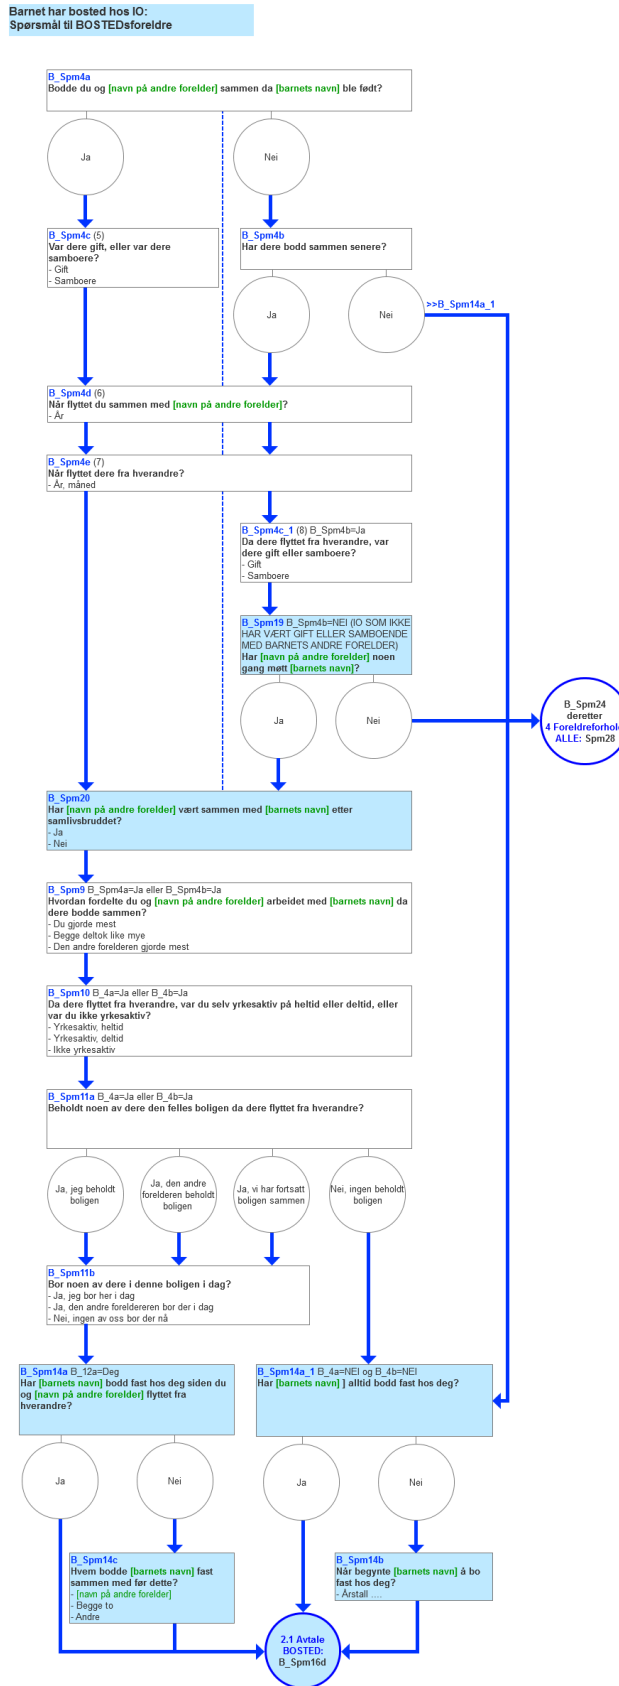 Barnet har bosted hos IO:
Spørsmål til BOSTEDsforeldre
B_Spm4a
Bodde du og [navn på andre forelder] sammen da [barnets navn] ble født?
Ja
Nei
B_Spm4c (5)
Var dere gift, eller var dere
samboere?
- Gift
- Samboere
B_Spm4b
Har dere bodd sammen senere?
Ja
Nei
>>B_Spm14a_1
B_Spm4d (6)
Når flyttet du sammen med [navn på andre forelder]?
- År
B_Spm4e (7)
Når flyttet dere fra hverandre?
- År, måned
B_Spm4c_1 (8) B_Spm4b=Ja
Da dere flyttet fra hverandre, var
dere gift eller samboere?
- Gift
- Samboere
B_Spm19 B_Spm4b=NEI (IO SOM IKKE
HAR VÆRT GIFT ELLER SAMBOENDE
MED BARNETS ANDRE FORELDER)
Har [navn på andre forelder] noen
gang møtt [barnets navn]?
Ja
Nei
B_Spm24
deretter
4 Foreldreforhold
ALLE: Spm28
B_Spm20
Har [navn på andre forelder] vært sammen med [barnets navn] etter
samlivsbruddet?
- Ja
- Nei
B_Spm9 B_Spm4a=Ja eller B_Spm4b=Ja
Hvordan fordelte du og [navn på andre forelder] arbeidet med [barnets navn] da
dere bodde sammen?
- Du gjorde mest
- Begge deltok like mye
- Den andre forelderen gjorde mest
B_Spm10 B_4a=Ja eller B_4b=Ja
Da dere flyttet fra hverandre, var du selv yrkesaktiv på heltid eller deltid, eller
var du ikke yrkesaktiv?
- Yrkesaktiv, heltid
- Yrkesaktiv, deltid
- Ikke yrkesaktiv
B_Spm11a B_4a=Ja eller B_4b=Ja
Beholdt noen av dere den felles boligen da dere flyttet fra hverandre?
Ja, jeg beholdt
boligen
Ja, den andre
forelderen beholdt
boligen
Ja, vi har fortsatt
boligen sammen
Nei, ingen beholdt
boligen
B_Spm11b
Bor noen av dere i denne boligen i dag?
- Ja, jeg bor her i dag
- Ja, den andre foreldereren bor der i dag
- Nei, ingen av oss bor der nå
B_Spm14a B_12a=Deg
Har [barnets navn] bodd fast hos deg siden du
og [navn på andre forelder] flyttet fra
hverandre?
B_Spm14a_1 B_4a=NEI og B_4b=NEI
Har [barnets navn] ] alltid bodd fast hos deg?
Ja
Nei
Ja
Nei
B_Spm14c
Hvem bodde [barnets navn] fast
sammen med før dette?
- [navn på andre forelder]
- Begge to
- Andre
B_Spm14b
Når begynte [barnets navn] å bo
fast hos deg?
- Årstall ....
2.1 Avtale
BOSTED:
B_Spm16d